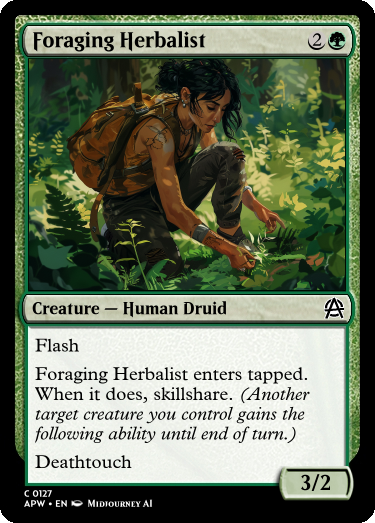 Foraging Herbalist 2
Creature — Human Druid
Flash
Foraging Herbalist enters tapped.
When it does, skillshare. (Another
target creature you control gains the
following ability until end of turn.)
Deathtouch
3/2
C 0127
APW • EN Midjourney AI